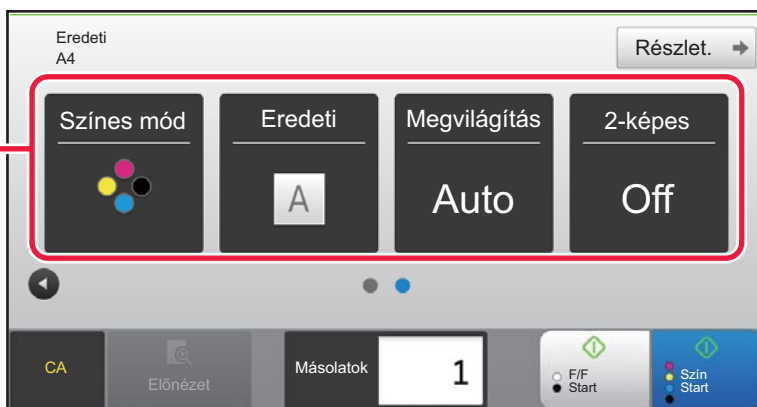 Eredeti
A4
Részlet.
Színes mód
Eredeti
Megvilágítás
2-képes
A
Auto
Off
CA
Előnézet
Másolatok
1
F/F
Start
Szín
Start